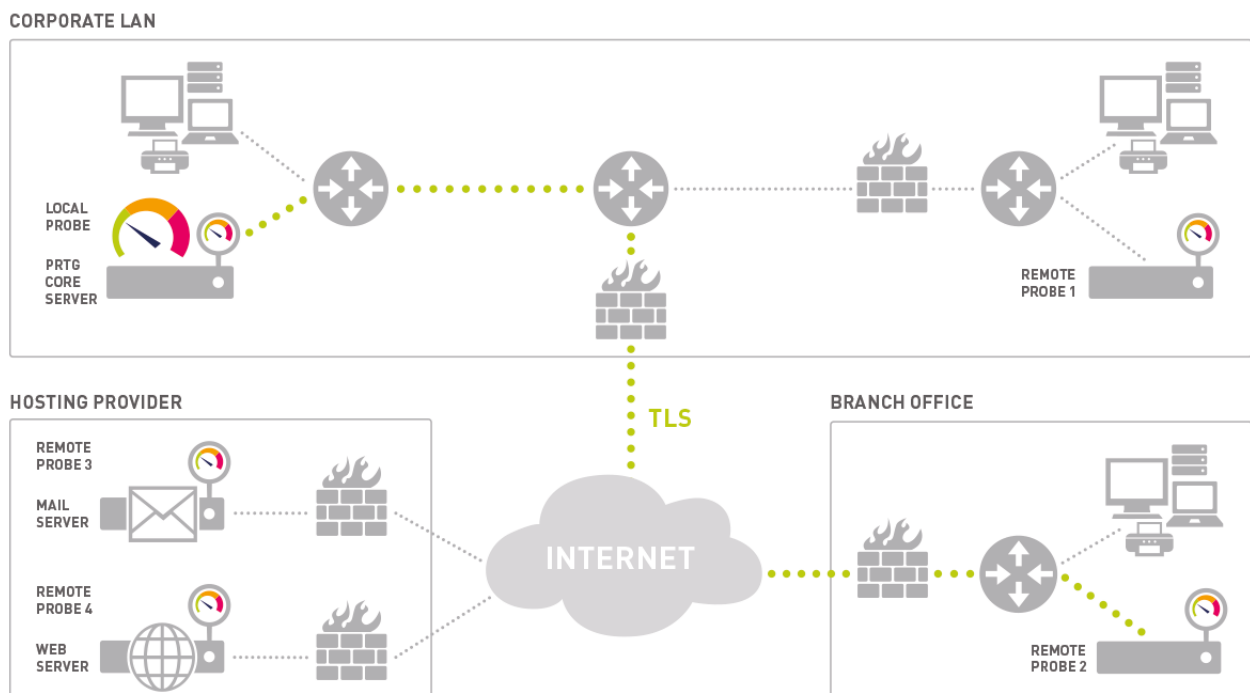 CORPORATE LAN
LOCAL
PROBE
PRTG
CORE
SERVER
REMOTE
PROBE 1
TLS
HOSTING PROVIDER
REMOTE
PROBE 3
MAIL
SERVER
REMOTE
PROBE 4
WEB
SERVER
INTERNET
BRANCH OFFICE
REMOTE
PROBE 2